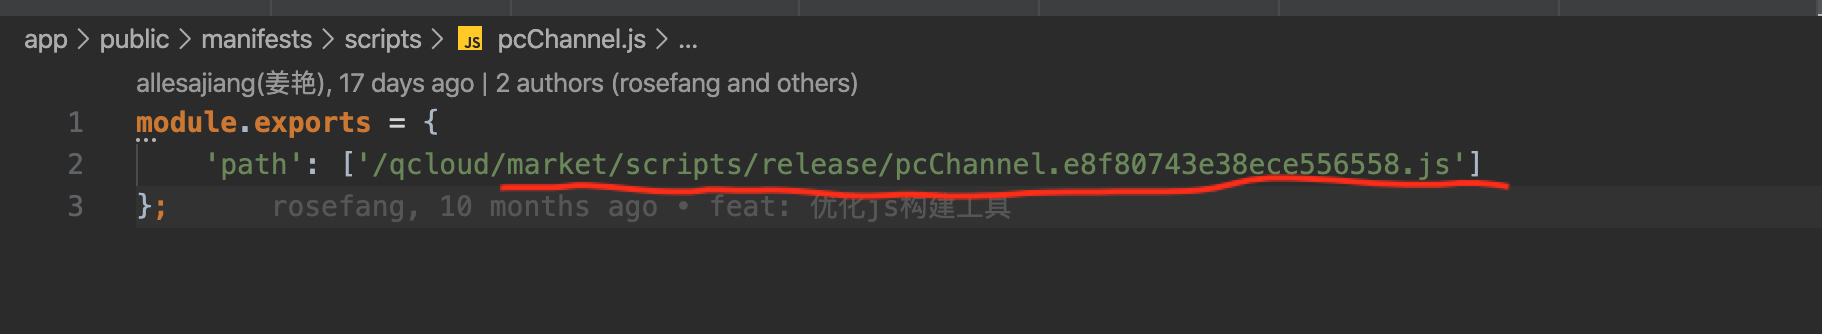 app > public > manifests > scripts > JS pcChannel.js > ...
allesajiang(姜艳), 17 days ago | 2 authors (rosefang and others)
1 module.exports = {
2 'path': ['/qcloud/market/scripts/release/pcChannel.e8f80743e38ece556558.js']
3 }; rosefang, 10 months ago • feat: 优化js构建工具